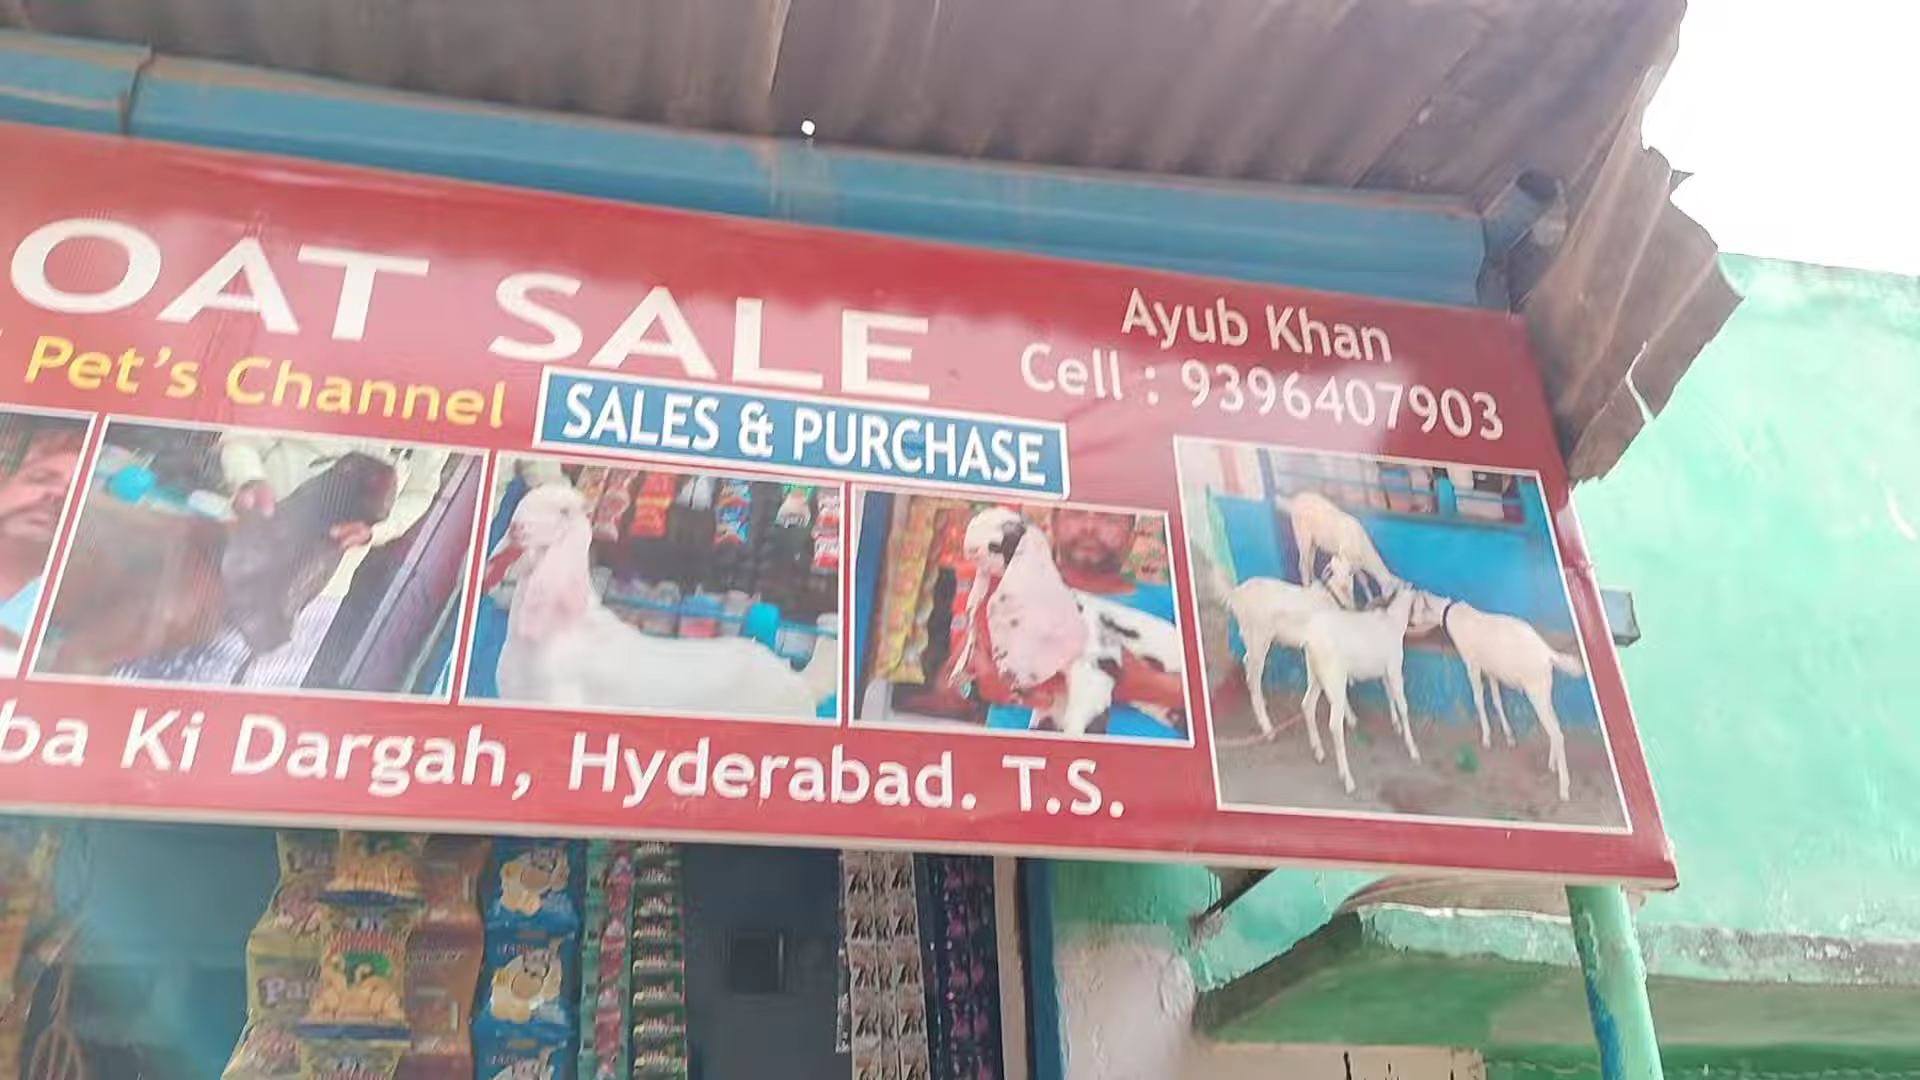 OAT SALE
Pet's Channel
SALES & PURCHASE
Ayub Khan
Cell : 9396407903
ba Ki Dargah, Hyderabad. T.S.